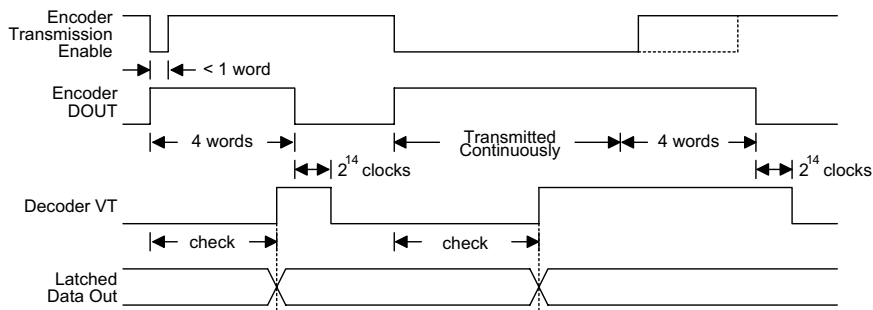 Encoder
Transmission
Enable
< 1 word
Encoder
DOUT
4 words
Transmitted
Continuously
4 words
2^14 clocks
2^14 clocks
Decoder VT
check
check
Latched
Data Out